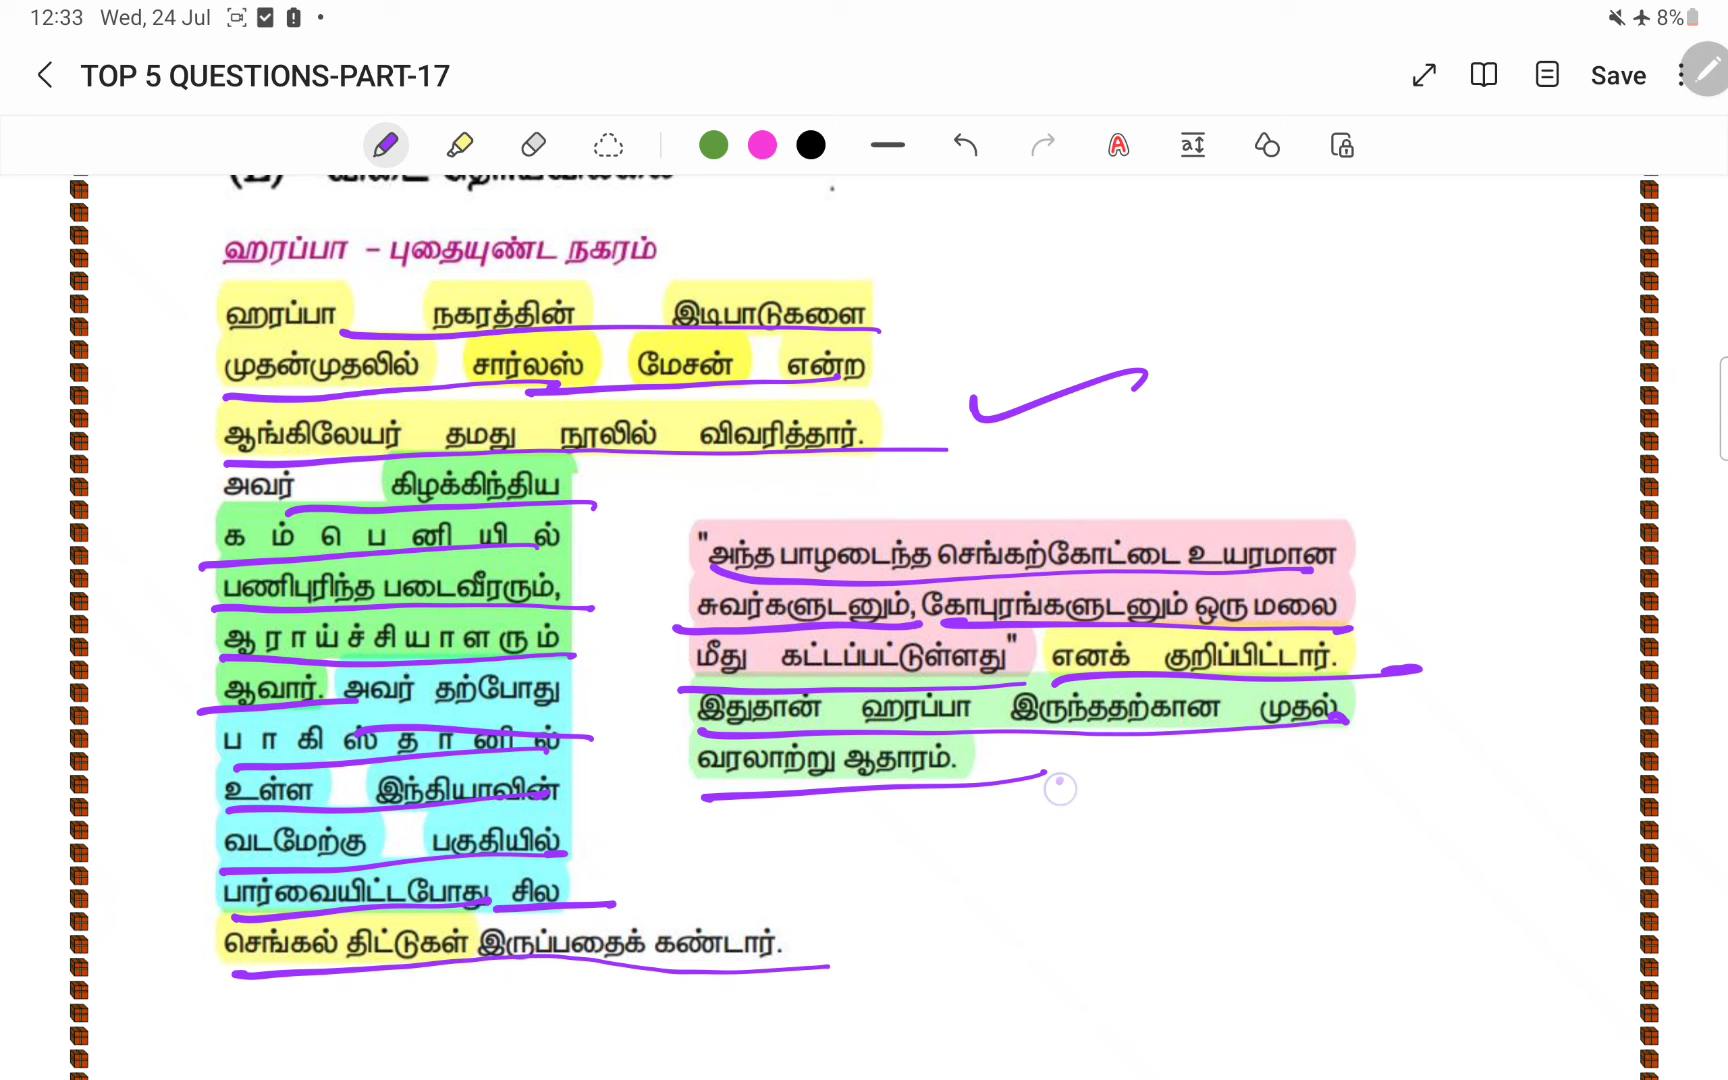 12:33 Wed, 24 Jul
8%
TOP 5 QUESTIONS-PART-17
Save
ஹரப்பா – புதையுண்ட நகரம்
ஹரப்பா நகரத்தின் இடிபாடுகளை
முதன்முதலில் சார்லஸ் மேசன் என்ற
ஆங்கிலேயர் தமது நூலில் விவரித்தார்.
அவர் கிழக்கிந்திய
கம்பெனியில்
பணிபுரிந்த படைவீரரும்,
ஆராய்ச்சியாளரும்
ஆவார். அவர் தற்போது
பாகிஸ்தானில்
உள்ள இந்தியாவின்
வடமேற்கு பகுதியில்
பார்வையிட்டபோது சில
செங்கல் திட்டுகள் இருப்பதைக் கண்டார்.
"அந்த பாழடைந்த செங்கற்கோட்டை உயரமான
சுவர்களுடனும், கோபுரங்களுடனும் ஒரு மலை
மீது கட்டப்பட்டுள்ளது" எனக் குறிப்பிட்டார்.
இதுதான் ஹரப்பா இருந்ததற்கான முதல்
வரலாற்று ஆதாரம்.